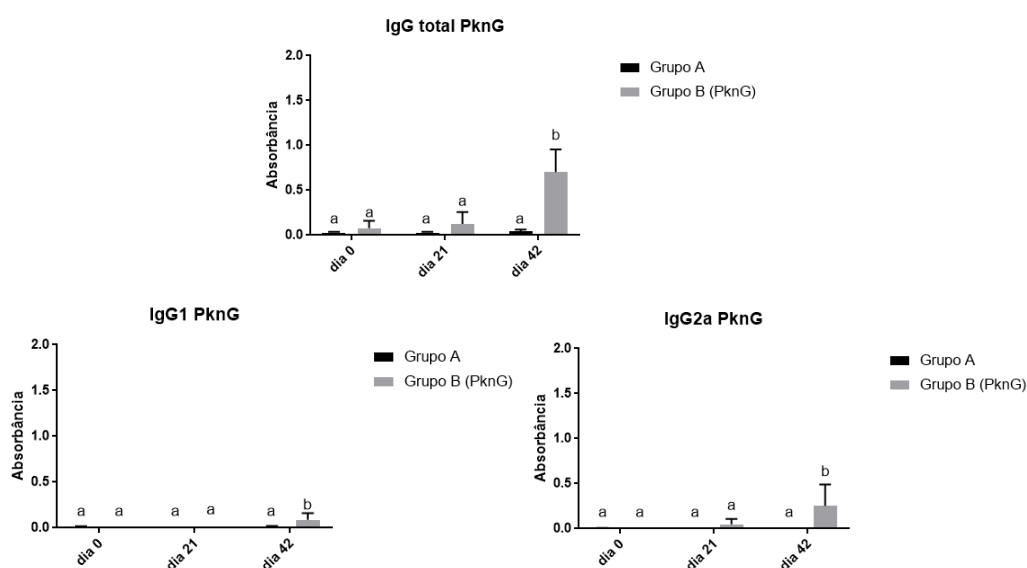 IgG total PknG
2.0
1.5
1.0
0.5
0.0
Absorbância
a a a a a b
dia 0 dia 21 dia 42
Grupo A
Grupo B (PknG)
IgG1 PknG
2.0
1.5
1.0
0.5
0.0
Absorbância
a a a a a b
dia 0 dia 21 dia 42
Grupo A
Grupo B (PknG)
IgG2a PknG
2.0
1.5
1.0
0.5
0.0
Absorbância
a a a a a b
dia 0 dia 21 dia 42
Grupo A
Grupo B (PknG)